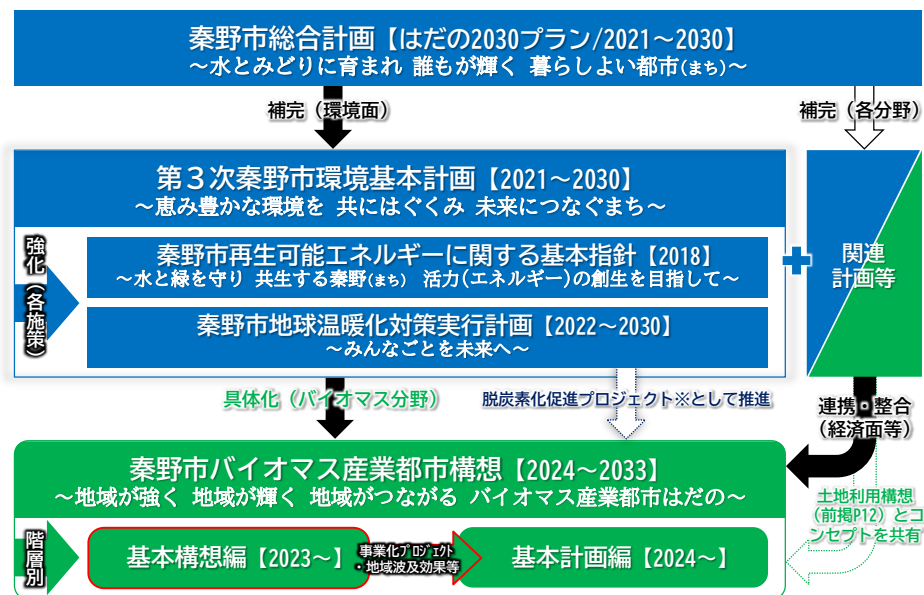 秦野市総合計画【はだの2030プラン/2021～2030】
～水とみどりに育まれ 誰もが輝く 暮らしよい都市(まち)～
補完（環境面）
補完（各分野）
第３次秦野市環境基本計画【2021～2030】
～恵み豊かな環境を 共にはぐくみ 未来につなぐまち～
強化（各施策）
秦野市再生可能エネルギーに関する基本指針【2018】
～水と緑を守り 共生する秦野(まち) 活力(エネルギー)の創生を目指して～
秦野市地球温暖化対策実行計画【2022～2030】
～みんなごとを未来へ～
関連
計画等
具体化（バイオマス分野）
脱炭素化促進プロジェクト※として推進
連携・整合
（経済面等）
秦野市バイオマス産業都市構想【2024～2033】
～地域が強く 地域が輝く 地域がつながる バイオマス産業都市はだの～
土地利用構想
（前掲P12）とコ
ンセプトを共有
階層別
基本構想編【2023～】
事業化ﾌﾟﾛｼﾞｪｸﾄ
・地域波及効果等
基本計画編【2024～】